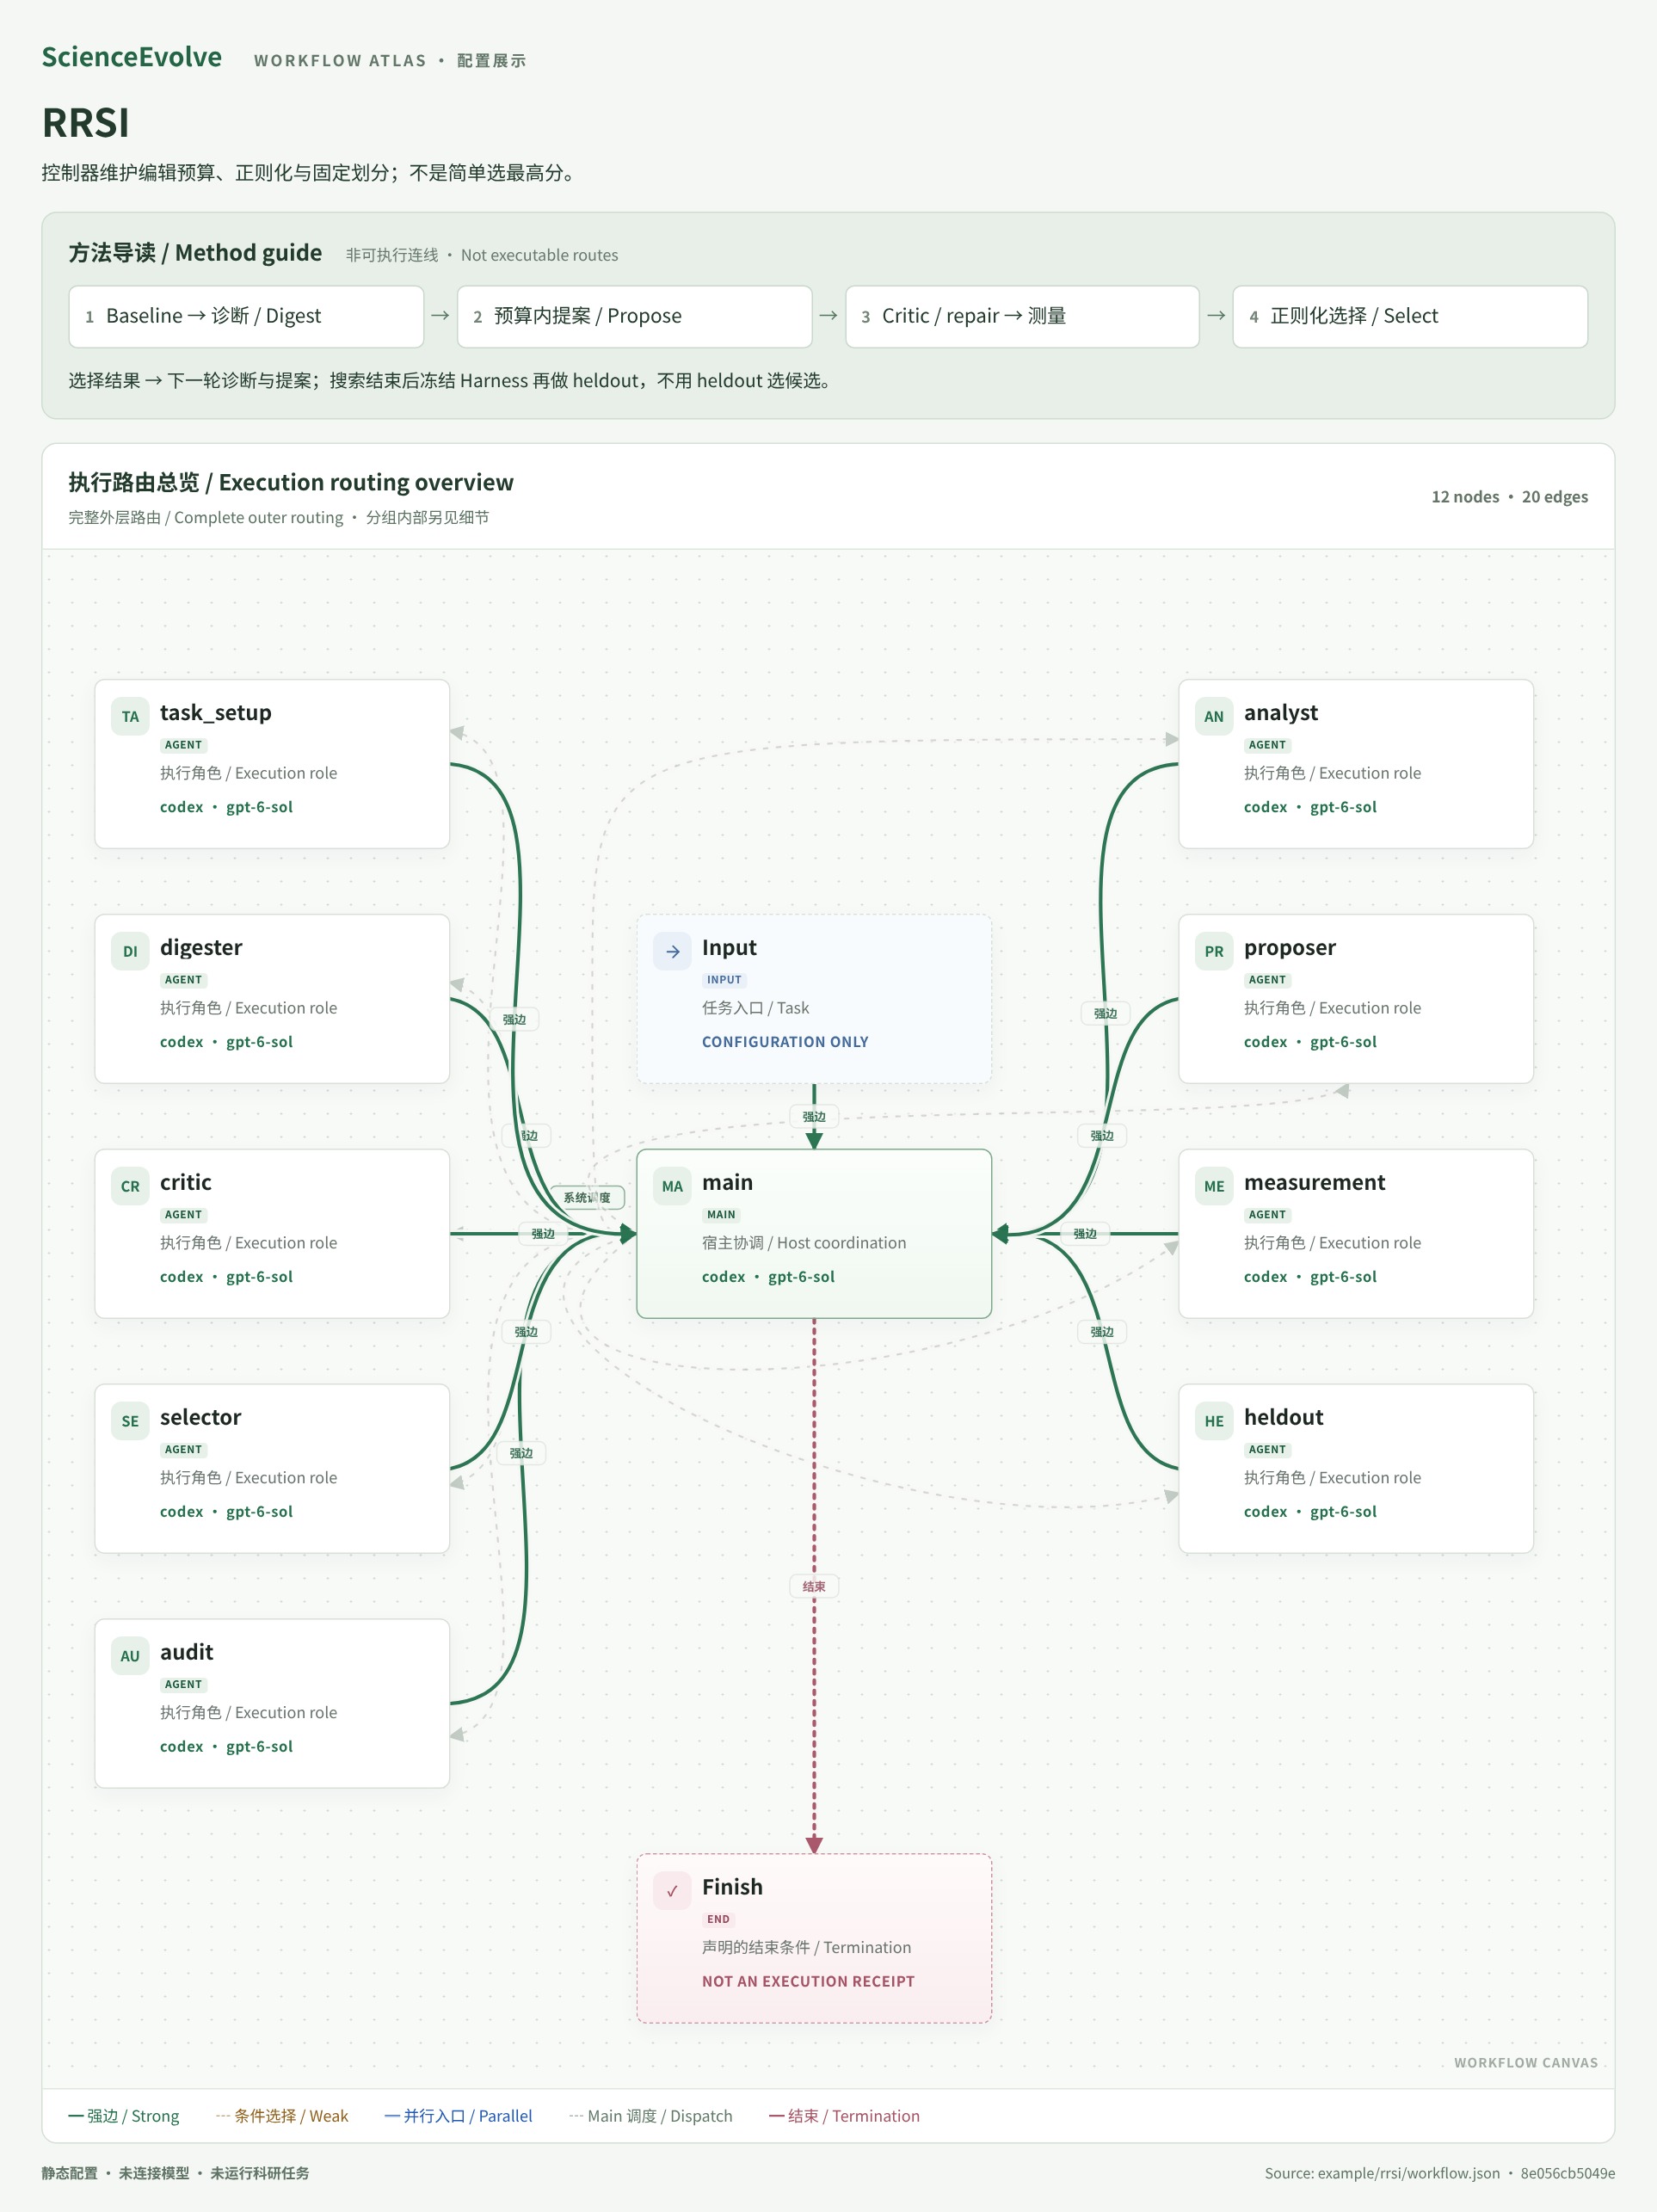 ScienceEvolve WORKFLOW ATLAS • 配置展示
RRSI
控制器维护编辑预算、正则化与固定划分；不是简单选最高分。
方法导读 / Method guide 非可执行连线 • Not executable routes
1 Baseline → 诊断 / Digest → 2 预算内提案 / Propose → 3 Critic / repair → 测量 → 4 正则化选择 / Select
选择结果 → 下一轮诊断与提案；搜索结束后冻结 Harness 再做 heldout，不用 heldout 选候选。
执行路由总览 / Execution routing overview
12 nodes • 20 edges
完整外层路由 / Complete outer routing • 分组内部另见细节
TA task_setup
AGENT
执行角色 / Execution role
codex • gpt-6-sol
AN analyst
AGENT
执行角色 / Execution role
codex • gpt-6-sol
DI digester
AGENT
执行角色 / Execution role
codex • gpt-6-sol
→ Input
INPUT
任务入口 / Task
CONFIGURATION ONLY
PR proposer
AGENT
执行角色 / Execution role
codex • gpt-6-sol
强边
强边
强边
强边
强边
系统调度
CR critic
AGENT
执行角色 / Execution role
codex • gpt-6-sol
强边
MA main
MAIN
宿主协调 / Host coordination
codex • gpt-6-sol
强边
ME measurement
AGENT
执行角色 / Execution role
codex • gpt-6-sol
强边
强边
SE selector
AGENT
执行角色 / Execution role
codex • gpt-6-sol
强边
HE heldout
AGENT
执行角色 / Execution role
codex • gpt-6-sol
结束
AU audit
AGENT
执行角色 / Execution role
codex • gpt-6-sol
✓ Finish
END
声明的结束条件 / Termination
NOT AN EXECUTION RECEIPT
WORKFLOW CANVAS
强边 / Strong 条件选择 / Weak 并行入口 / Parallel Main 调度 / Dispatch 结束 / Termination
静态配置 • 未连接模型 • 未运行科研任务
Source: example/rrsi/workflow.json • 8e056cb5049e